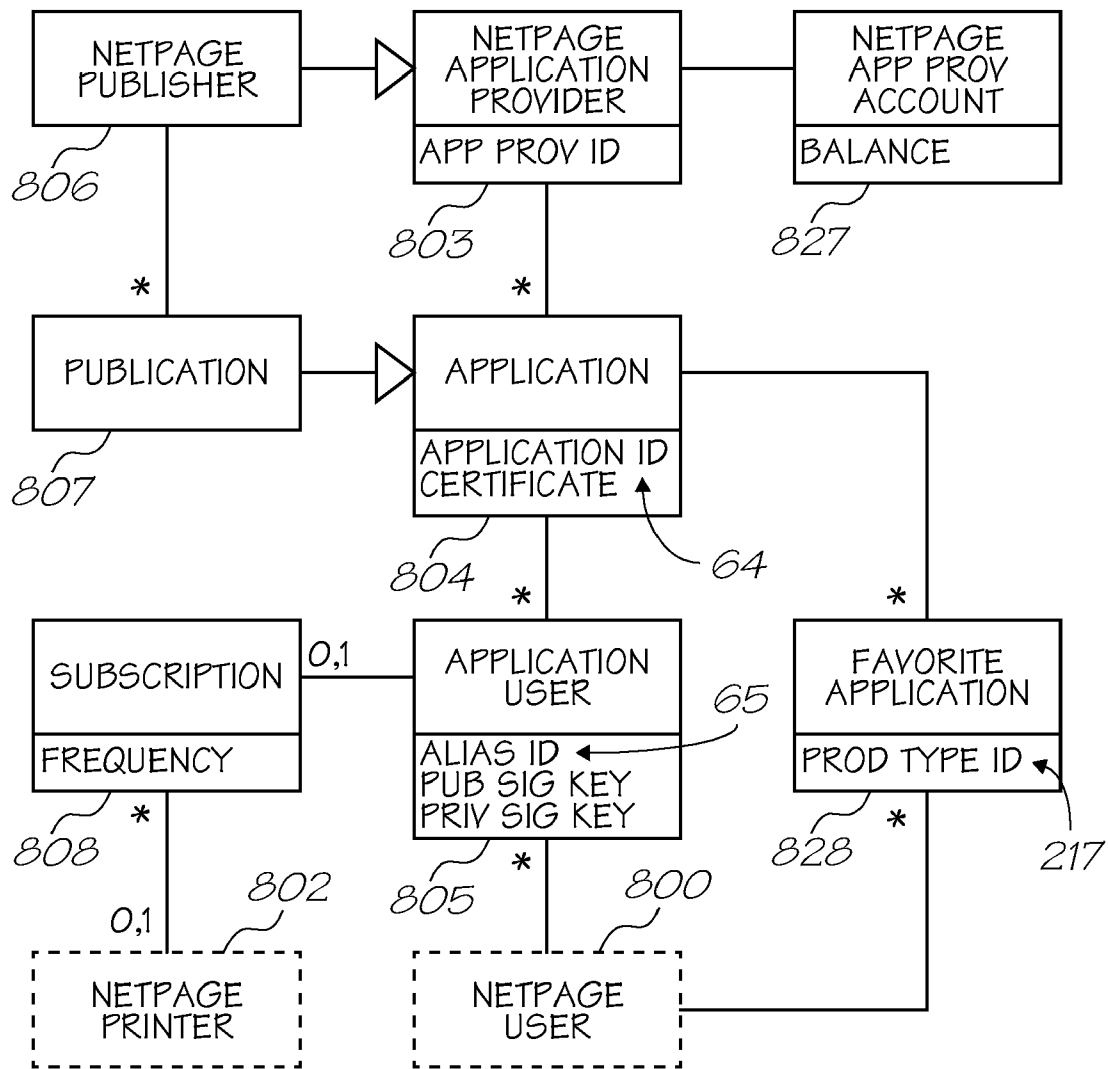 NETPAGE
PUBLISHER
NETPAGE
APPLICATION
PROVIDER
APP PROV ID
NETPAGE
APP PROV
ACCOUNT
BALANCE
806
803
827
*
*
PUBLICATION
APPLICATION
APPLICATION ID
CERTIFICATE
807
804
64
*
*
SUBSCRIPTION
FREQUENCY
0,1
APPLICATION
USER
ALIAS ID
PUB SIG KEY
PRIV SIG KEY
65
FAVORITE
APPLICATION
PROD TYPE ID
*
*
*
808
805
828
217
802
800
0,1
NETPAGE
PRINTER
NETPAGE
USER